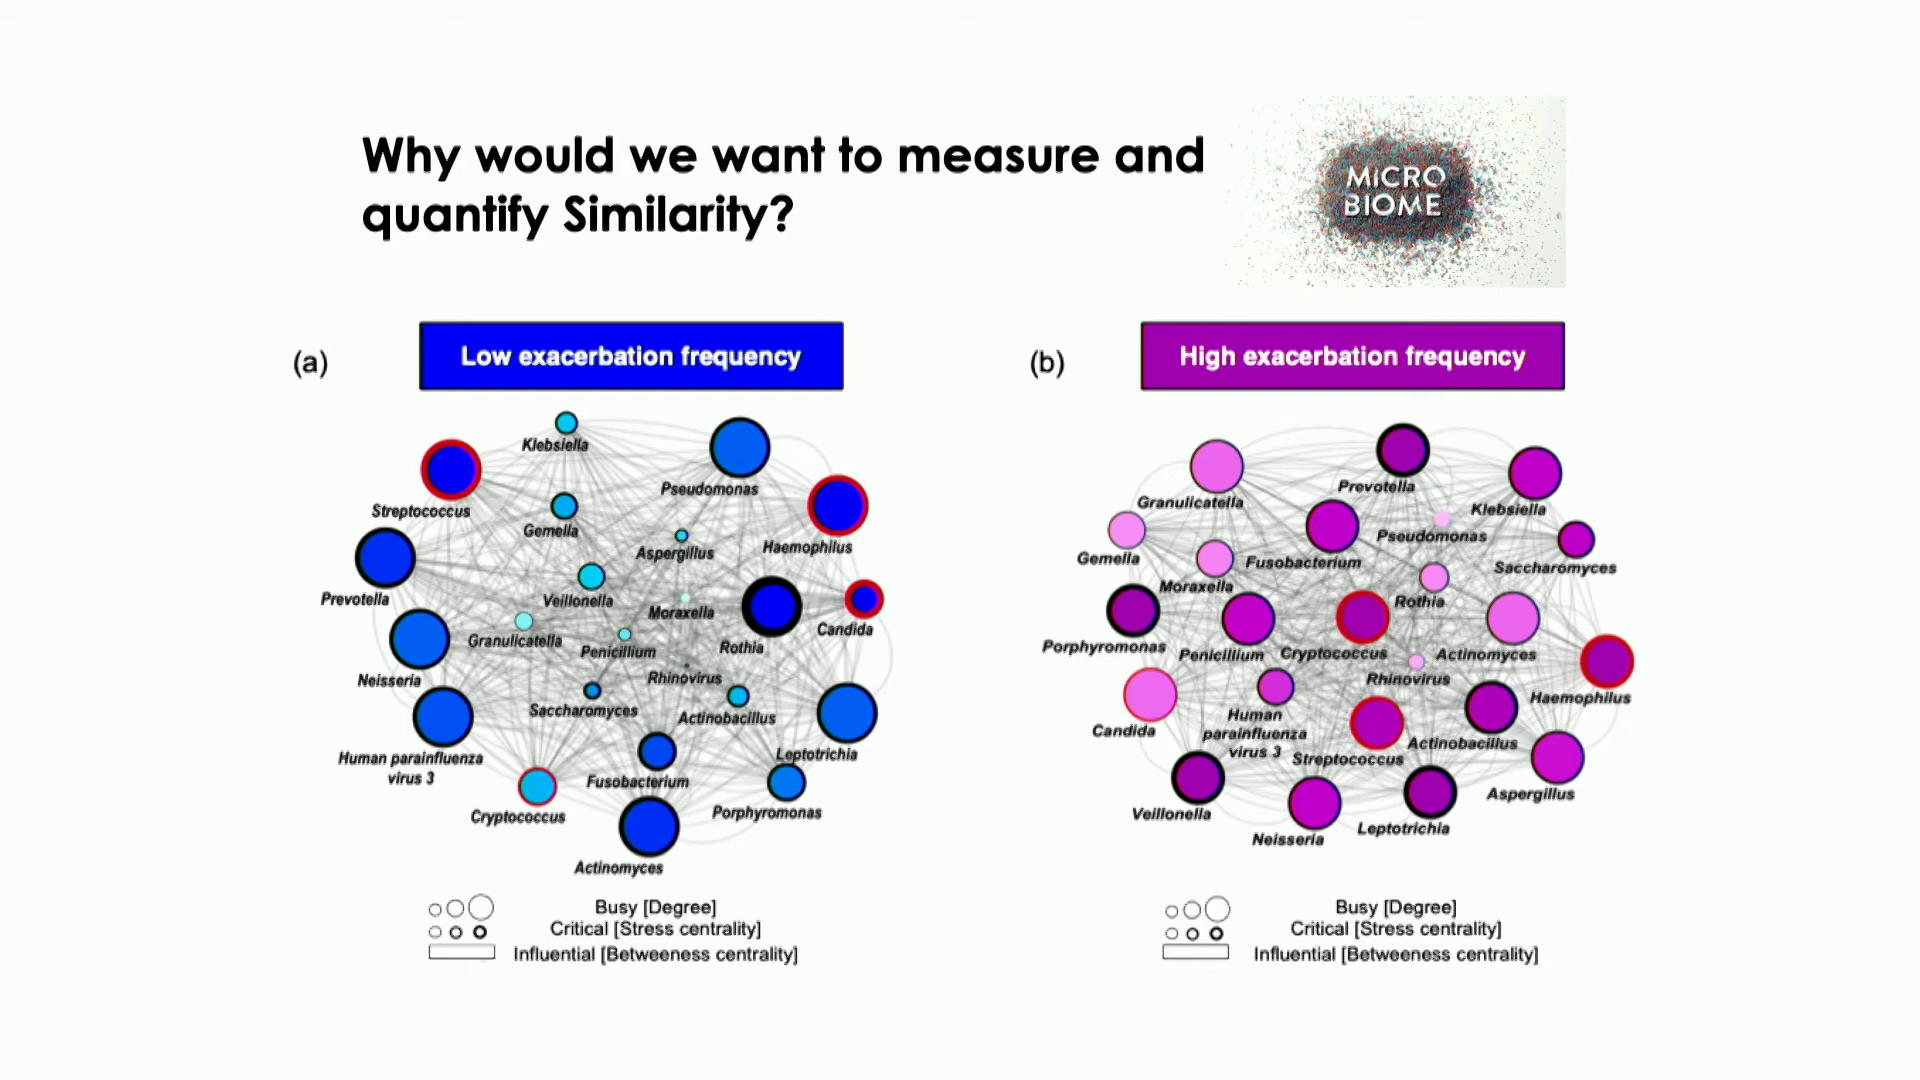 Why would we want to measure and
quantify Similarity?
MICRO
BIOME
(a)
Low exacerbation frequency
Klebsiella
Pseudomonas
Streptococcus
Gemella
Aspergillus
Haemophilus
Prevotella
Veillonella
Moraxella
Candida
Granulicatella
Penicillium
Rothia
Neisseria
Rhinovirus
Saccharomyces
Actinobacillus
Human parainfluenza
virus 3
Leptotrichia
Fusobacterium
Cryptococcus
Porphyromonas
Actinomyces
Busy [Degree]
Critical [Stress centrality]
Influential [Betweeness centrality]
(b)
High exacerbation frequency
Prevotella
Granulicatella
Klebsiella
Pseudomonas
Gemella
Fusobacterium
Saccharomyces
Moraxella
Rothia
Porphyromonas
Penicillium
Cryptococcus
Actinomyces
Rhinovirus
Haemophilus
Candida
Human
parainfluenza
virus 3
Streptococcus
Actinobacillus
Aspergillus
Veillonella
Neisseria
Leptotrichia
Busy [Degree]
Critical [Stress centrality]
Influential [Betweeness centrality]